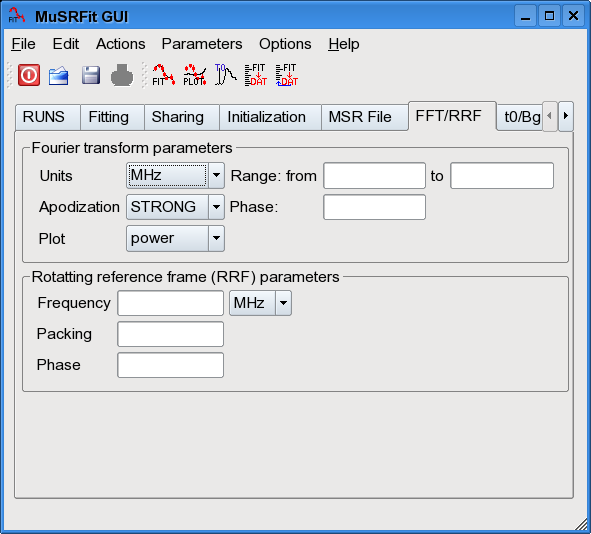 MuSRFit GUI
File Edit Actions Parameters Options Help
FIT PLOT T0 FIT DAT FIT DAT
RUNS Fitting Sharing Initialization MSR File FFT/RRF t0/Bg
Fourier transform parameters
Units MHz Range: from to
Apodization STRONG Phase:
Plot power
Rotatting reference frame (RRF) parameters
Frequency MHz
Packing
Phase